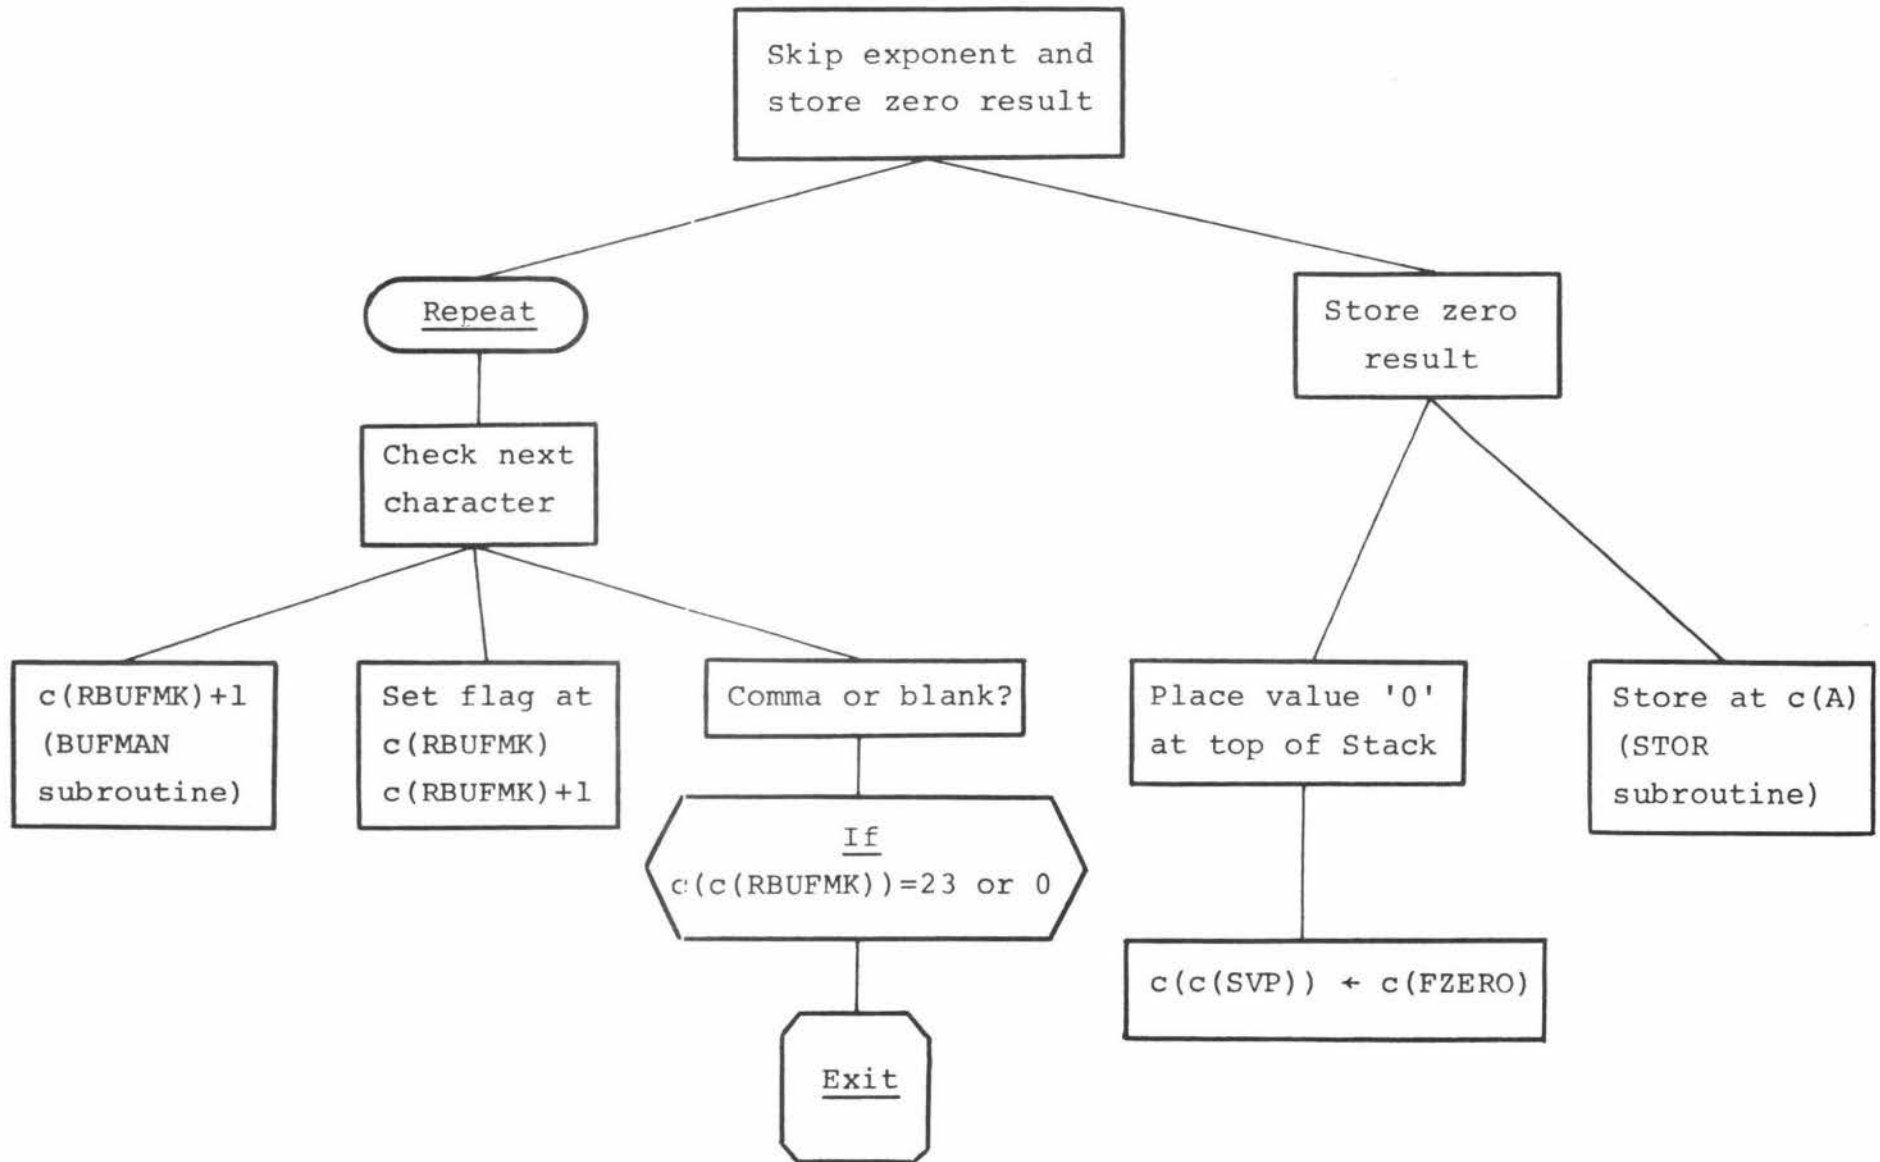 Skip exponent and
store zero result
Repeat
Store zero
result
Check next
character
c(RBUFMK)+1
(BUFMAN
subroutine)
Set flag at
c(RBUFMK)
c(RBUFMK)+1
Comma or blank?
If
c(c(RBUFMK))=23 or 0
Exit
Place value '0'
at top of Stack
c(c(SVP)) ← c(FZERO)
Store at c(A)
(STOR
subroutine)